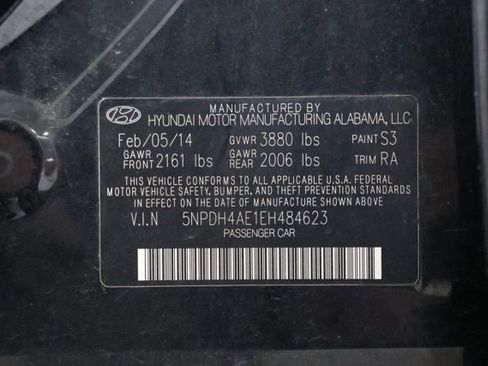 MANUFACTURED BY
HYUNDAI MOTOR MANUFACTURING ALABAMA, LLC
Feb/05/14 GVWR 3880 lbs PAINT S3
GAWR FRONT 2161 lbs GAWR REAR 2006 lbs TRIM RA
THIS VEHICLE CONFORMS TO ALL APPLICABLE U.S.A. FEDERAL
MOTOR VEHICLE SAFETY, BUMPER, AND THEFT PREVENTION
STANDARDS IN EFFECT ON THE DATE OF MANUFACTURE SHOWN ABOVE.
V.I.N 5NPDH4AE1EH484623
PASSENGER CAR